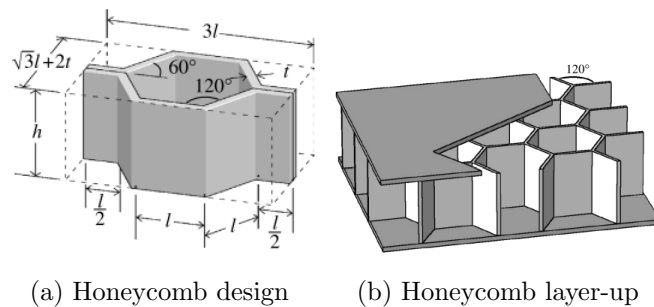 3l
√3l+2t
60°
t
120°
h
l/2
l
l
l/2
120°
(a) Honeycomb design
(b) Honeycomb layer-up